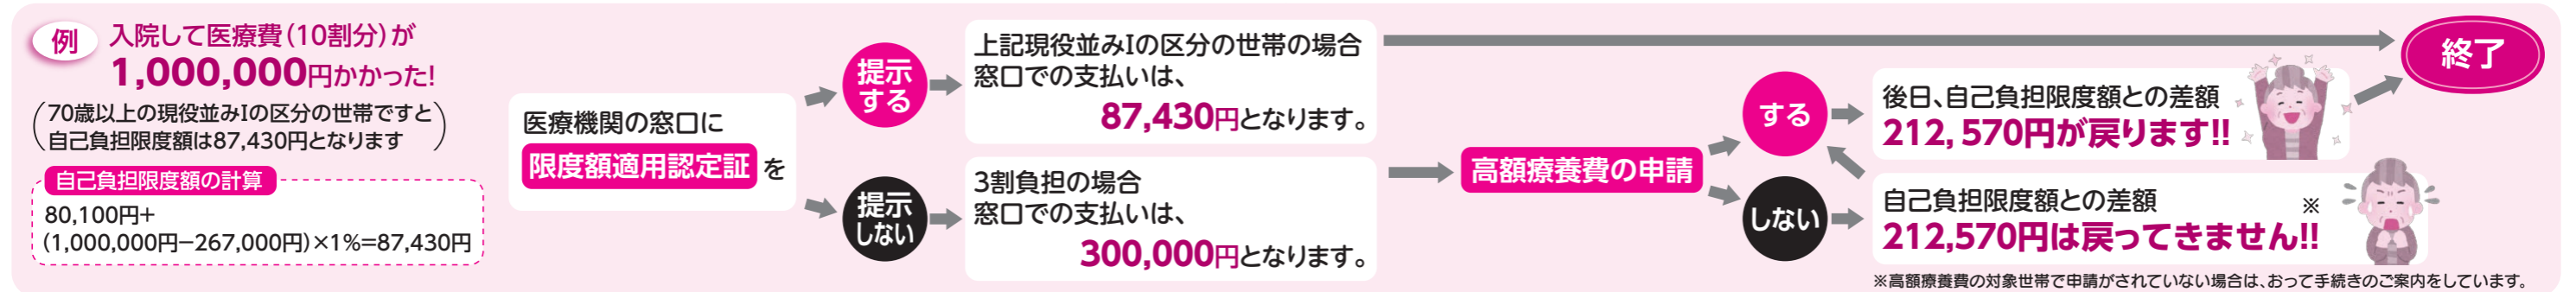 例
入院して医療費(10割分)が
1,000,000円かかった!
(70歳以上の現役並みIの区分の世帯ですと
自己負担限度額は87,430円となります)
自己負担限度額の計算
80,100円+
(1,000,000円−267,000円)×1%=87,430円
医療機関の窓口に
限度額適用認定証を
提示
する
上記現役並みIの区分の世帯の場合
窓口での支払いは、
87,430円となります。
提示
しない
3割負担の場合
窓口での支払いは、
300,000円となります。
高額療養費の申請
する
後日、自己負担限度額との差額
212,570円が戻ります!!
しない
自己負担限度額との差額
※
212,570円は戻ってきません!!
※高額療養費の対象世帯で申請がされていない場合は、おって手続きのご案内をしています。
終了